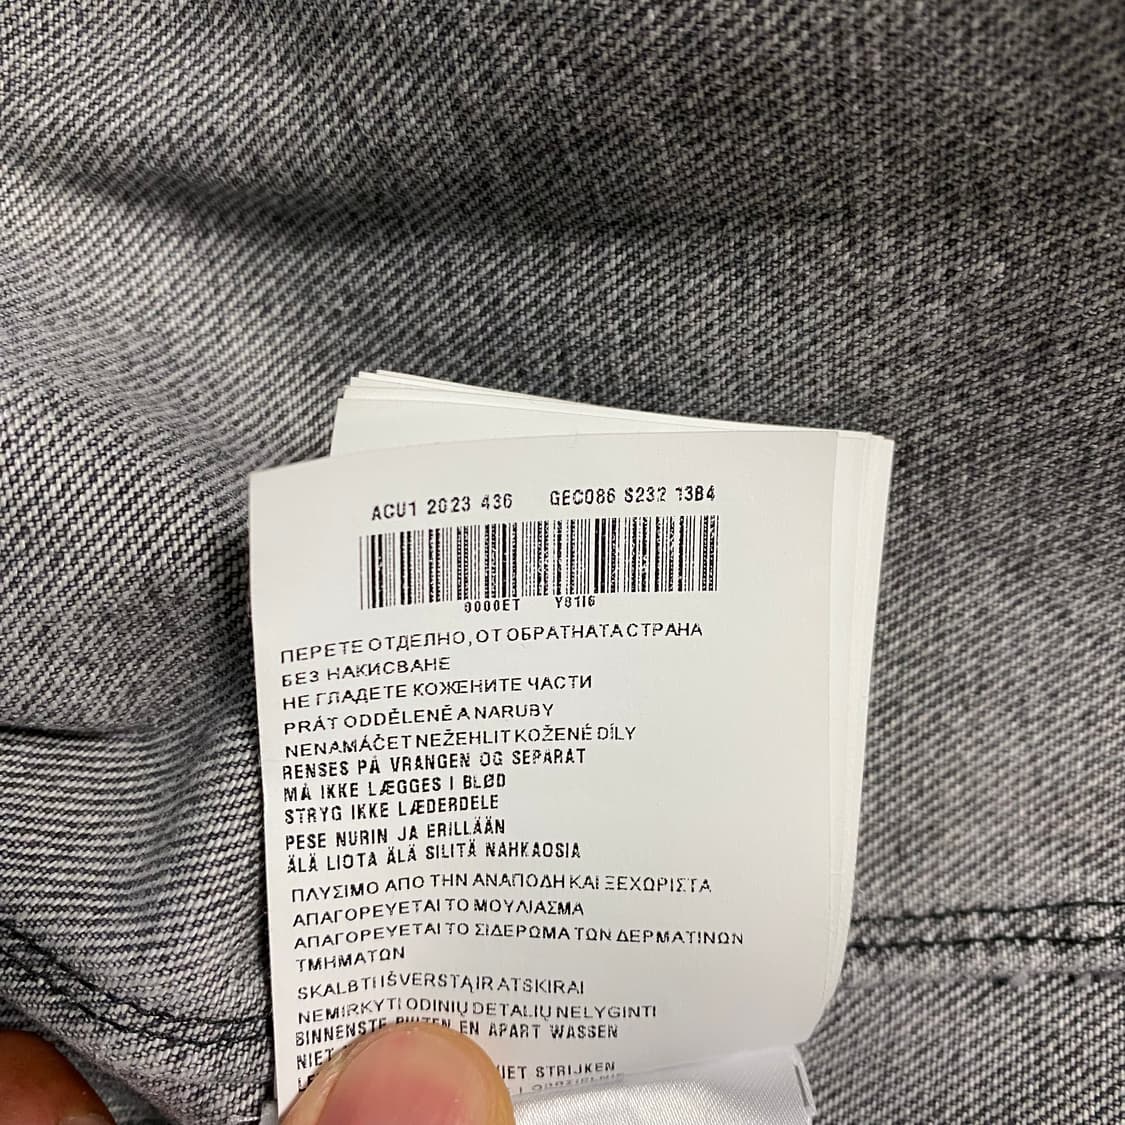 ACU1 2023 436 GEC086 S232 13B4
0000ET Y81I6
ПЕРЕТЕ ОТДЕЛНО, ОТ ОБРАТНАТА СТРАНА
БЕЗ НАКИСВАНЕ
НЕ ГЛАДЕТЕ КОЖЕНИТЕ ЧАСТИ
PRÁT ODDĚLENĚ A NARUBY
NENAMÁČET NEŽEHLIT KOŽENÉ DÍLY
RENSES PÅ VRANGEN OG SEPARAT
MÅ IKKE LÆGGES I BLØD
STRYG IKKE LÆDERDELE
PESE NURIN JA ERILLÄÄN
ÄLÄ LIOTA ÄLÄ SILITÄ NAHKAOSIA
ΠΛΥΣΙΜΟ ΑΠΟ ΤΗΝ ΑΝΑΠΟΔΗ ΚΑΙ ΞΕΧΩΡΙΣΤΑ
ΑΠΑΓΟΡΕΥΕΤΑΙ ΤΟ ΜΟΥΛΙΑΣΜΑ
ΑΠΑΓΟΡΕΥΕΤΑΙ ΤΟ ΣΙΔΕΡΩΜΑ ΤΩΝ ΔΕΡΜΑΤΙΝΩΝ
ΤΜΗΜΑΤΩΝ
SKALBTI IŠVERSTĄ IR ATSKIRAI
NEMIRKYTI ODINIŲ DETALIŲ NELYGINTI
BINNENSTE BUITEN EN APART WASSEN
NIET
NIET STRIJKEN